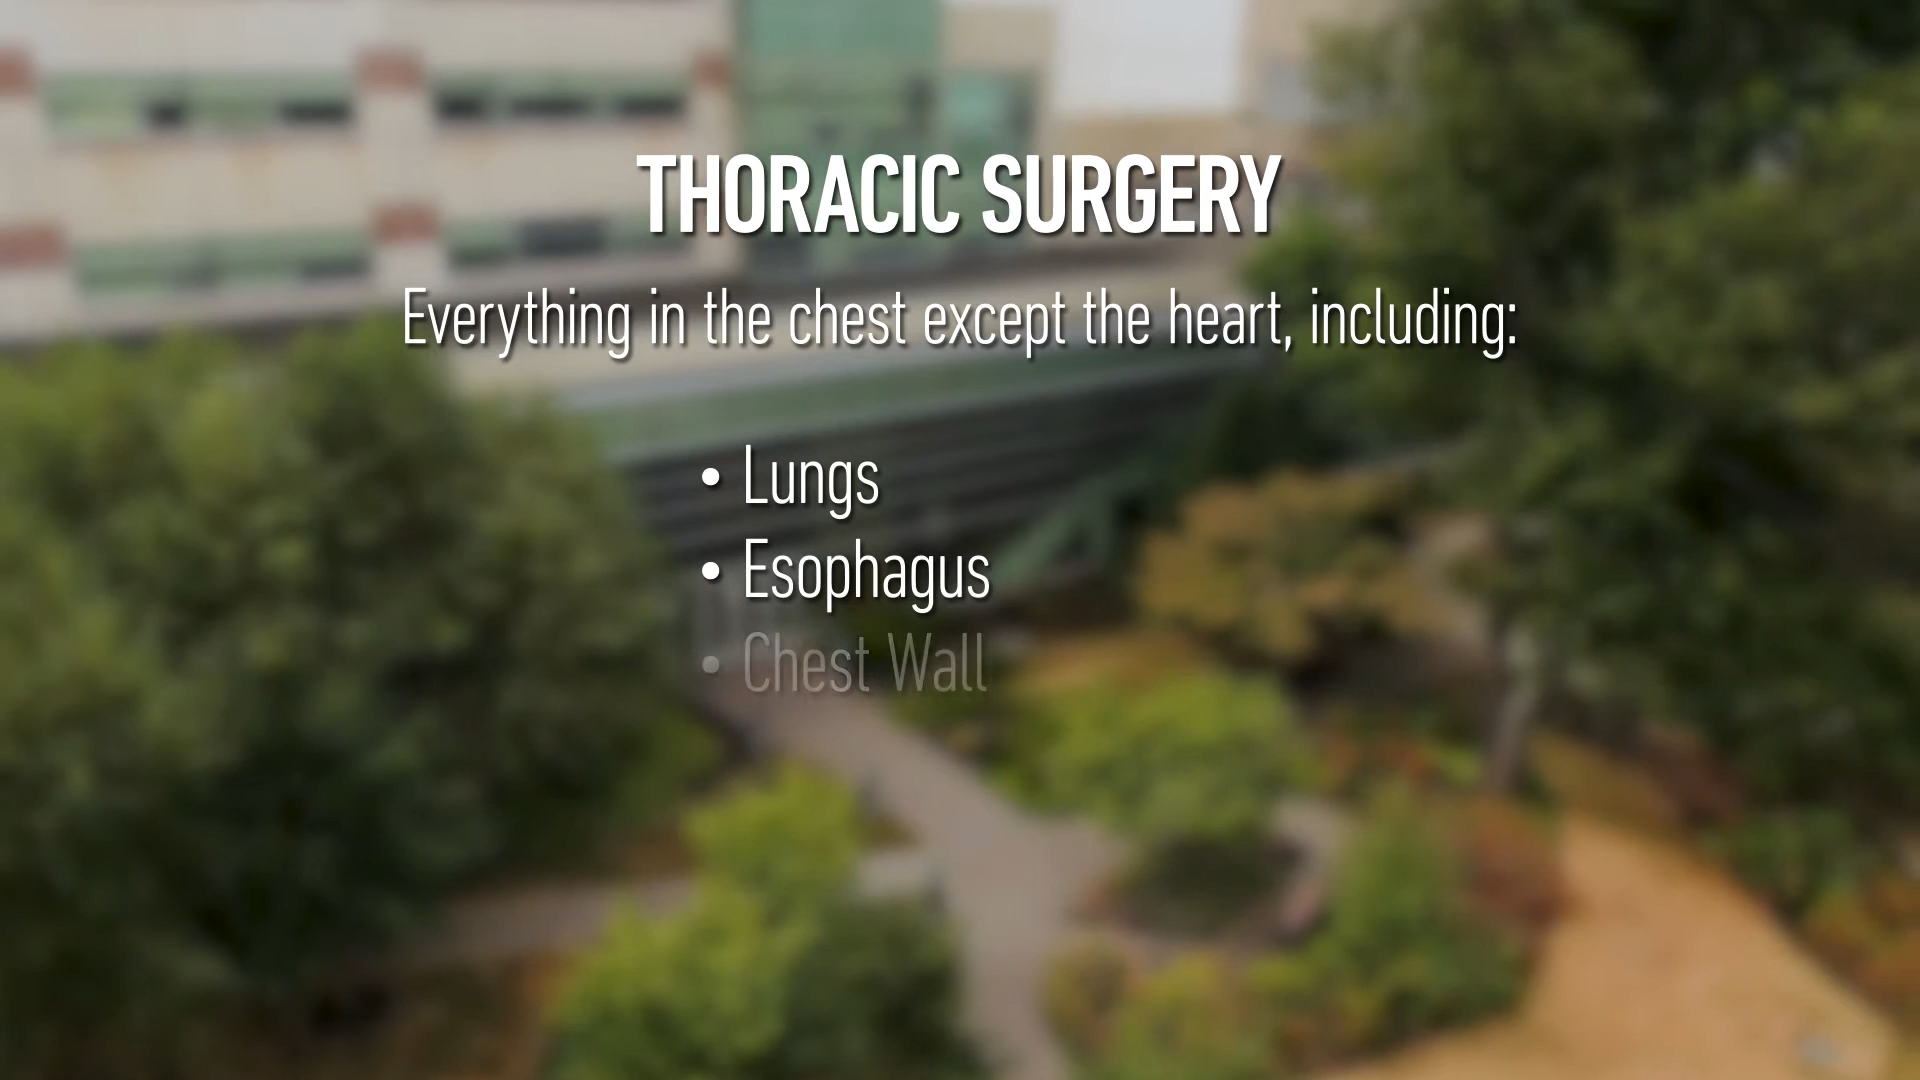 THORACIC SURGERY
Everything in the chest except the heart, including:
• Lungs
• Esophagus
• Chest Wall